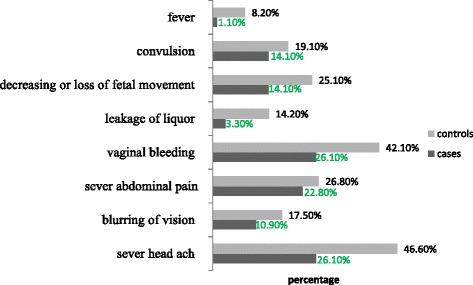 fever
8.20%
1.10%
convulsion
19.10%
14.10%
decreasing or loss of fetal movement
25.10%
14.10%
leakage of liquor
14.20%
3.30%
vaginal bleeding
42.10%
26.10%
sever abdominal pain
26.80%
22.80%
blurring of vision
17.50%
10.90%
sever head ach
46.60%
26.10%
controls
cases
percentage